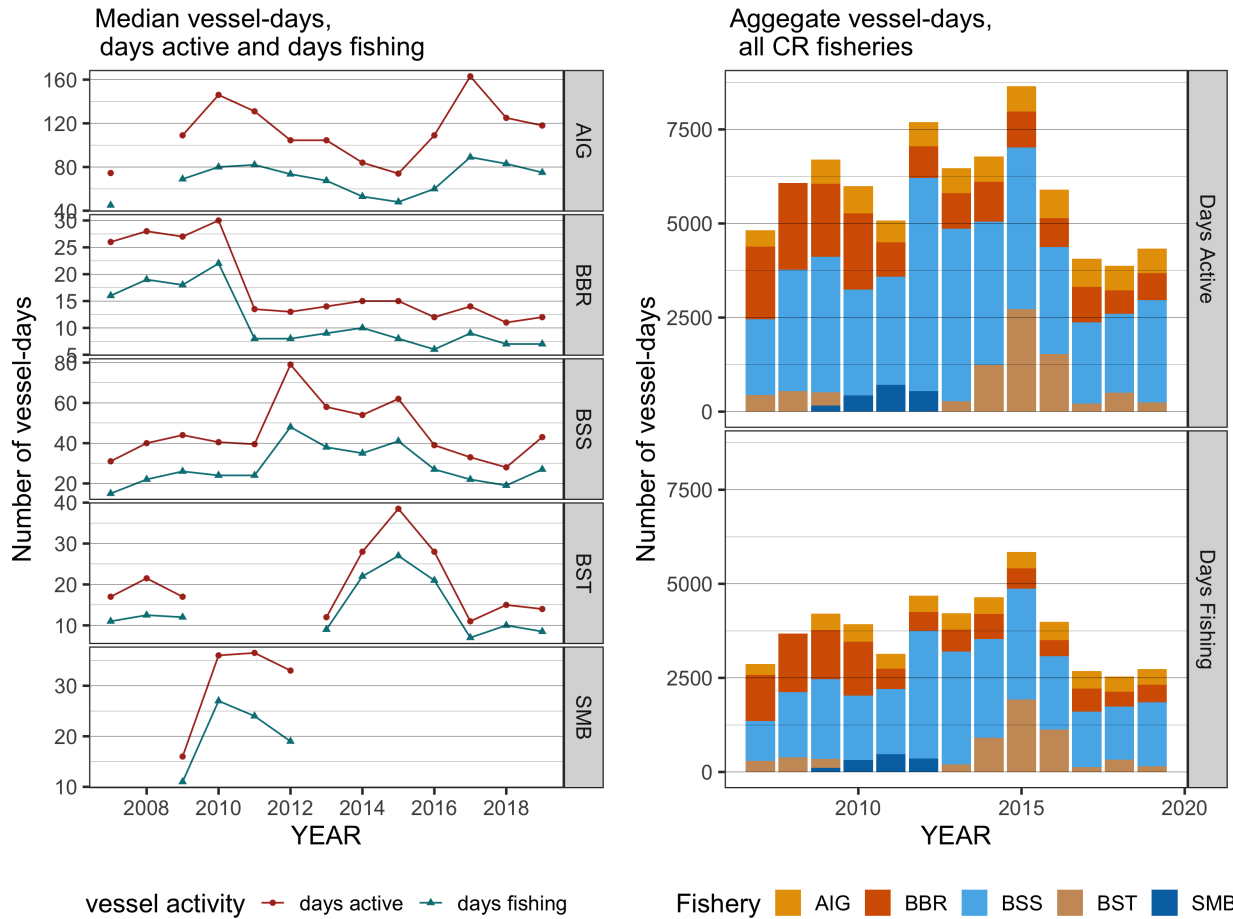 Median vessel-days,
days active and days fishing
Number of vessel-days
160
120
80
40
AIG
30
25
20
15
10
5
BBR
80
60
40
20
BSS
40
30
20
10
BST
30
20
10
SMB
2008 2010 2012 2014 2016 2018
YEAR
vessel activity days active days fishing
Aggegate vessel-days,
all CR fisheries
Number of vessel-days
7500
5000
2500
0
Days Active
7500
5000
2500
0
Days Fishing
2010 2015 2020
YEAR
Fishery AIG BBR BSS BST SMB